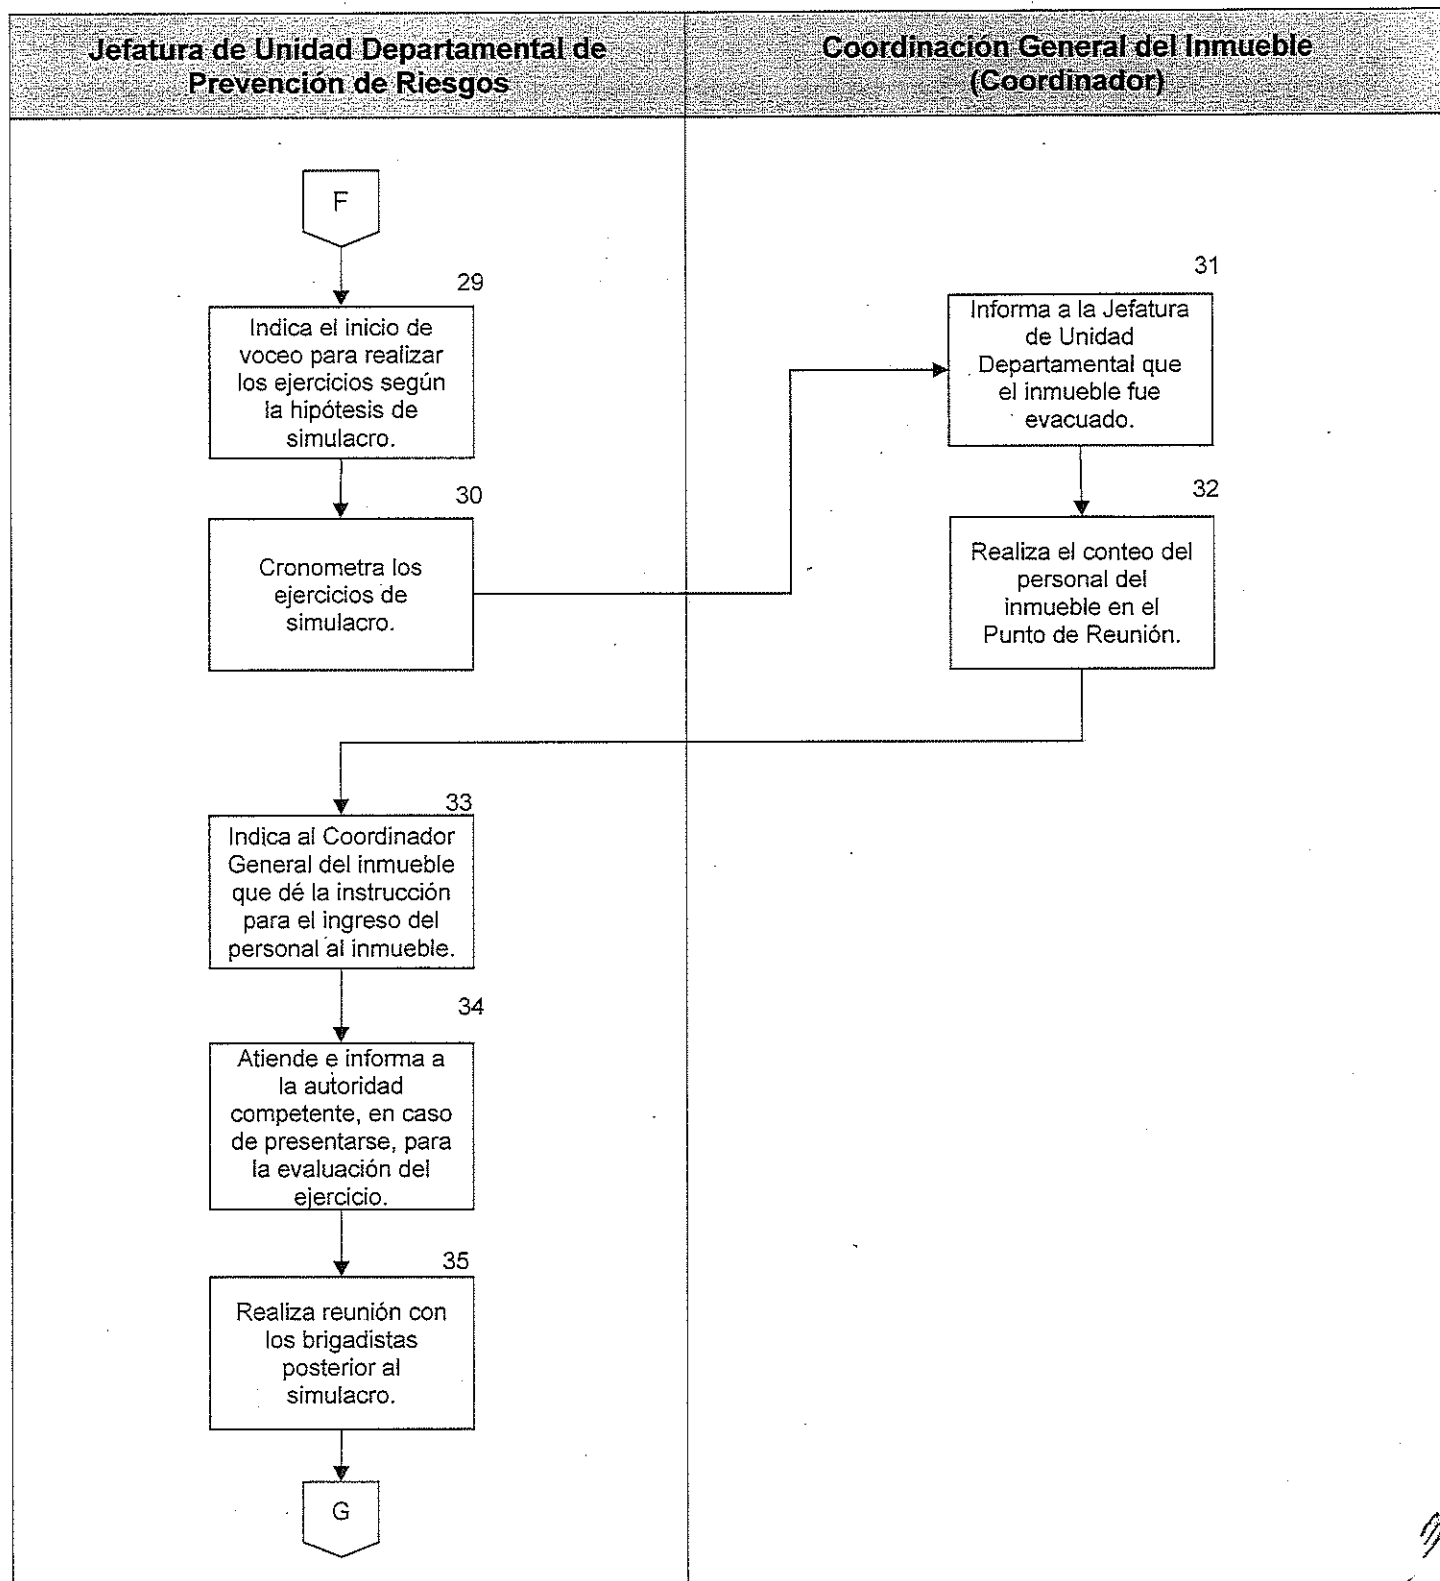 Jefatura de Unidad Departamental de
Prevención de Riesgos
Coordinación General del Inmueble
(Coordinador)
F
29
Indica el inicio de
voceo para realizar
los ejercicios según
la hipótesis de
simulacro.
30
Cronometra los
ejercicios de
simulacro.
31
Informa a la Jefatura
de Unidad
Departamental que
el inmueble fue
evacuado.
32
Realiza el conteo del
personal del
inmueble en el
Punto de Reunión.
33
Indica al Coordinador
General del inmueble
que dé la instrucción
para el ingreso del
personal al inmueble.
34
Atiende e informa a
la autoridad
competente, en caso
de presentarse, para
la evaluación del
ejercicio.
35
Realiza reunión con
los brigadistas
posterior al
simulacro.
G